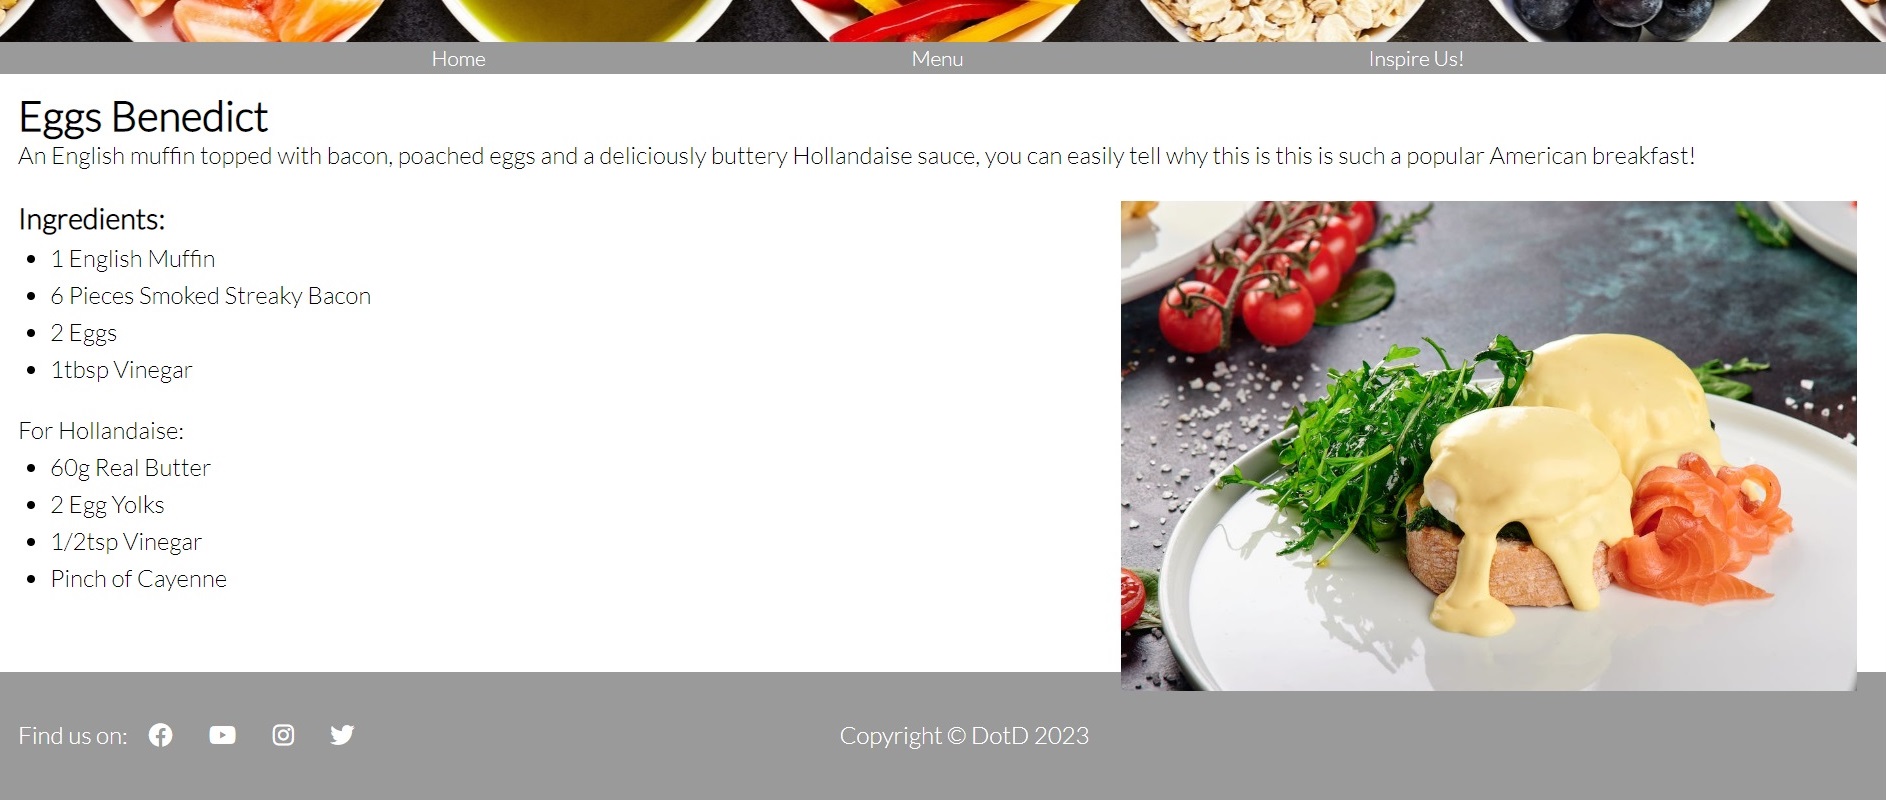 Home Menu Inspire Us!
Eggs Benedict
An English muffin topped with bacon, poached eggs and a deliciously buttery Hollandaise sauce, you can easily tell why this is this is such a popular American breakfast!
Ingredients:
• 1 English Muffin
• 6 Pieces Smoked Streaky Bacon
• 2 Eggs
• 1tbsp Vinegar
For Hollandaise:
• 60g Real Butter
• 2 Egg Yolks
• 1/2tsp Vinegar
• Pinch of Cayenne
Find us on: Copyright © DotD 2023